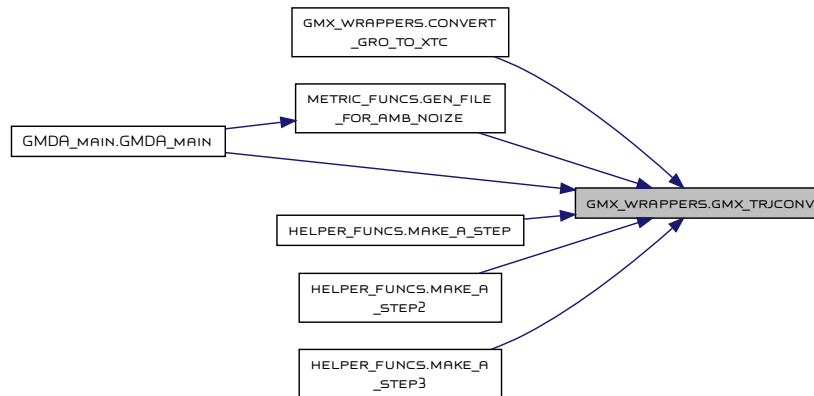 GMX_WRAPPERS.CONVERT
_GRO_TO_XTC
METRIC_FUNCS.GEN_FILE
_FOR_AMB_NOIZE
GMDA_MAIN.GMDA_MAIN
GMX_WRAPPERS.GMX_TRJCONV
HELPER_FUNCS.MAKE_A_STEP
HELPER_FUNCS.MAKE_A
_STEP2
HELPER_FUNCS.MAKE_A
_STEP3